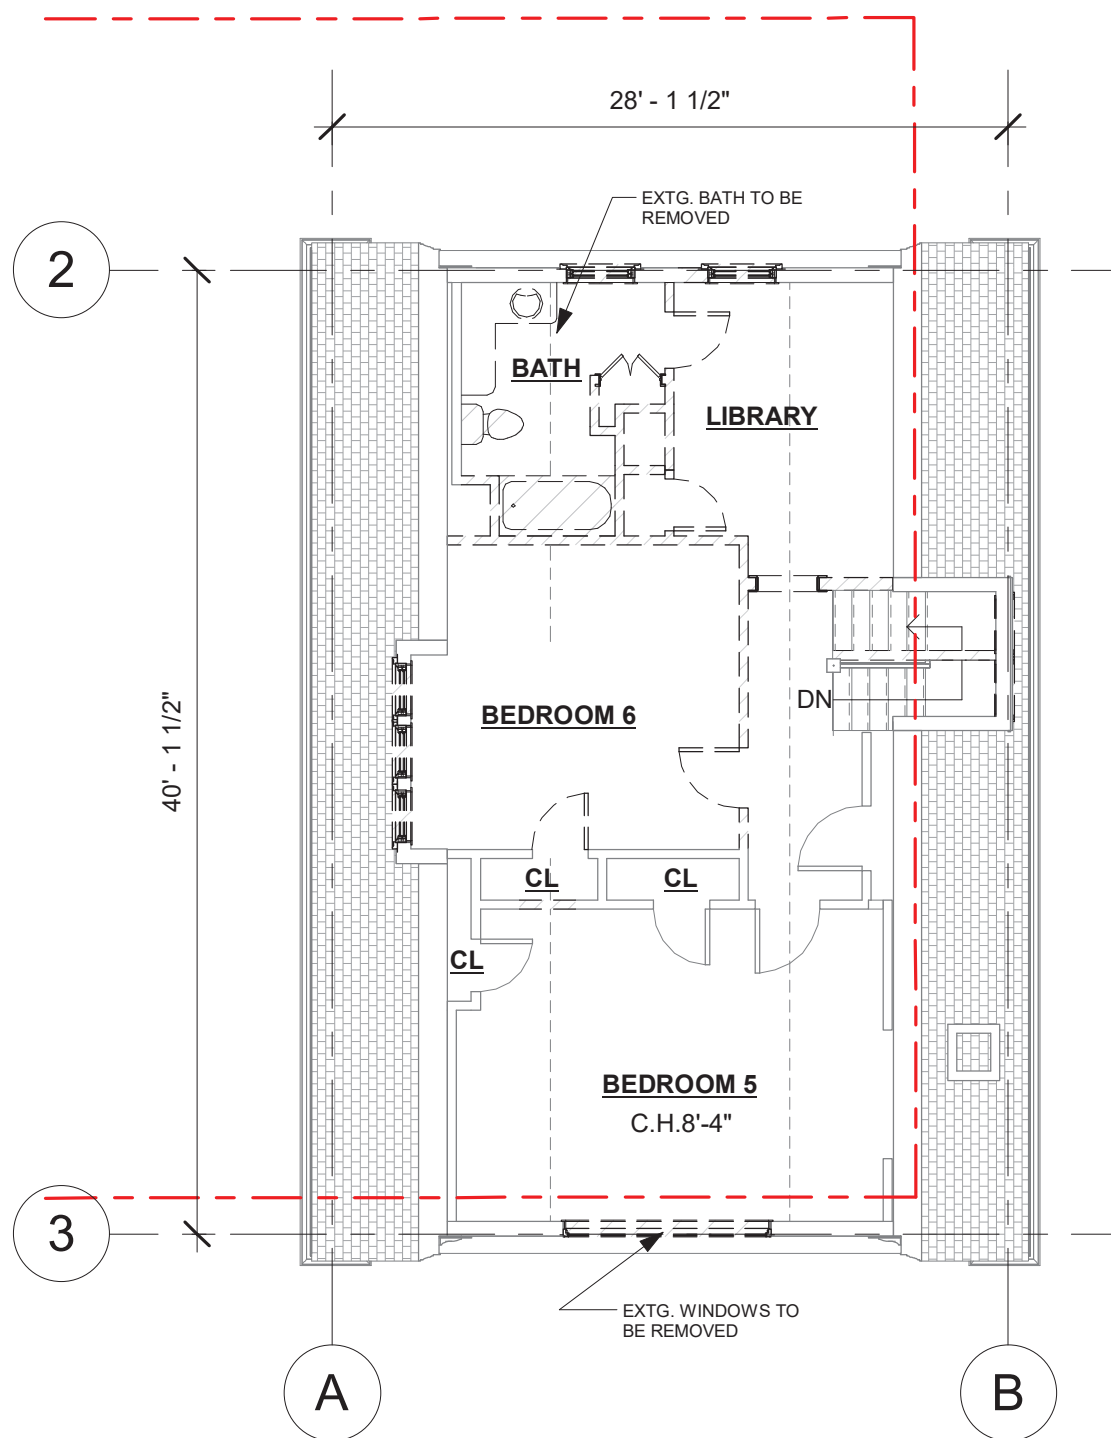 28' - 1 1/2"
EXTG. BATH TO BE
REMOVED
2
BATH
LIBRARY
40' - 1 1/2"
DN
BEDROOM 6
CL
CL
CL
BEDROOM 5
C.H.8'-4"
3
EXTG. WINDOWS TO
BE REMOVED
A
B